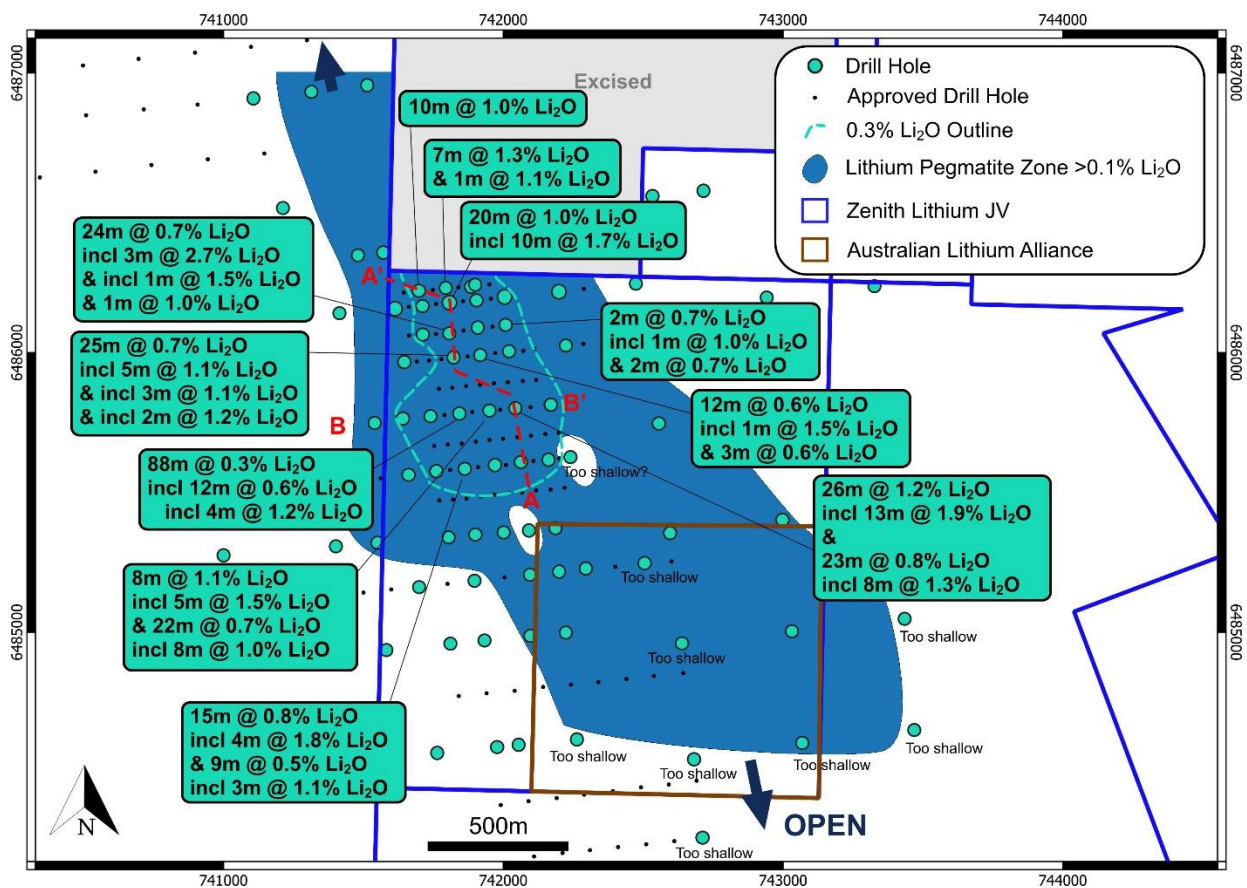 741000
742000
743000
744000
6487000
6487000
Excised
Drill Hole
Approved Drill Hole
0.3% Li₂O Outline
Lithium Pegmatite Zone >0.1% Li₂O
Zenith Lithium JV
Australian Lithium Alliance
10m @ 1.0% Li₂O
7m @ 1.3% Li₂O
& 1m @ 1.1% Li₂O
20m @ 1.0% Li₂O
incl 10m @ 1.7% Li₂O
24m @ 0.7% Li₂O
incl 3m @ 2.7% Li₂O
& incl 1m @ 1.5% Li₂O
& 1m @ 1.0% Li₂O
A'
6486000
6486000
2m @ 0.7% Li₂O
incl 1m @ 1.0% Li₂O
& 2m @ 0.7% Li₂O
25m @ 0.7% Li₂O
incl 5m @ 1.1% Li₂O
& incl 3m @ 1.1% Li₂O
& incl 2m @ 1.2% Li₂O
12m @ 0.6% Li₂O
incl 1m @ 1.5% Li₂O
& 3m @ 0.6% Li₂O
B
B'
88m @ 0.3% Li₂O
incl 12m @ 0.6% Li₂O
incl 4m @ 1.2% Li₂O
Too shallow?
A
26m @ 1.2% Li₂O
incl 13m @ 1.9% Li₂O
&
23m @ 0.8% Li₂O
incl 8m @ 1.3% Li₂O
8m @ 1.1% Li₂O
incl 5m @ 1.5% Li₂O
& 22m @ 0.7% Li₂O
incl 8m @ 1.0% Li₂O
Too shallow
6485000
6485000
Too shallow
Too shallow
15m @ 0.8% Li₂O
incl 4m @ 1.8% Li₂O
& 9m @ 0.5% Li₂O
incl 3m @ 1.1% Li₂O
Too shallow
Too shallow
Too shallow
Too shallow
N
500m
OPEN
Too shallow
741000
742000
743000
744000